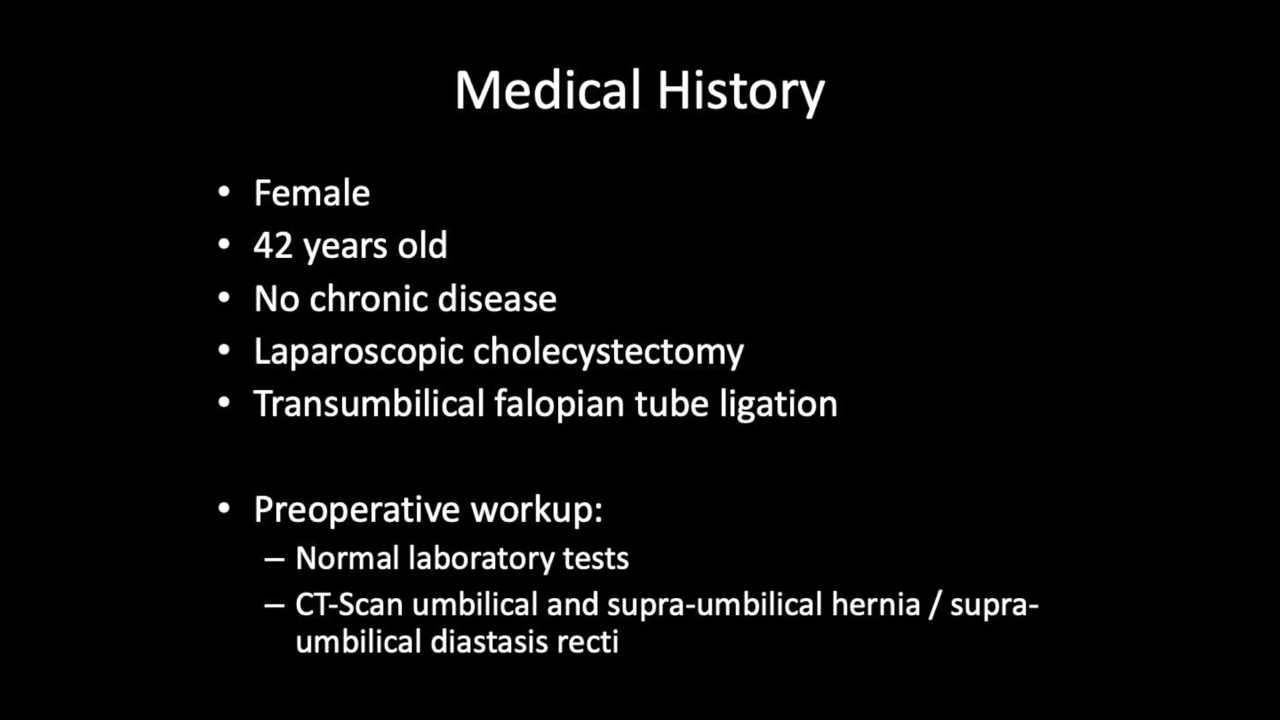 Medical History
• Female
• 42 years old
• No chronic disease
• Laparoscopic cholecystectomy
• Transumbilical falopian tube ligation
• Preoperative workup:
– Normal laboratory tests
– CT-Scan umbilical and supra-umbilical hernia / supra-
umbilical diastasis recti